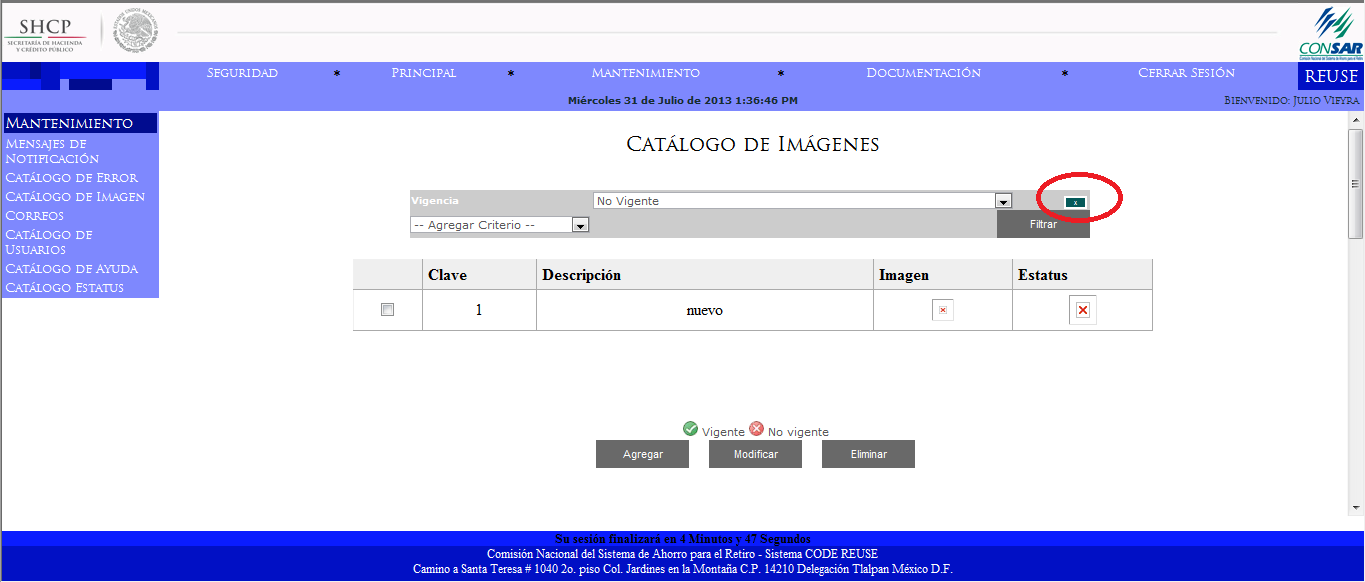 SHCP
SECRETARÍA DE HACIENDA
Y CRÉDITO PÚBLICO
ESTADOS UNIDOS MEXICANOS
CONSAR
Comisión Nacional del Sistema de Ahorro para el Retiro
SEGURIDAD * PRINCIPAL * MANTENIMIENTO * DOCUMENTACIÓN * CERRAR SESIÓN
REUSE
Miércoles 31 de Julio de 2013 1:36:46 PM
BIENVENIDO: JULIO VIEYRA
MANTENIMIENTO
MENSAJES DE
NOTIFICACIÓN
CATÁLOGO DE ERROR
CATÁLOGO DE IMAGEN
CORREOS
CATÁLOGO DE
USUARIOS
CATÁLOGO DE AYUDA
CATÁLOGO ESTATUS
CATÁLOGO DE IMÁGENES
Vigencia No Vigente x
-- Agregar Criterio -- Filtrar
Clave Descripción Imagen Estatus
1 nuevo
Vigente No vigente
Agregar Modificar Eliminar
Su sesión finalizará en 4 Minutos y 47 Segundos
Comisión Nacional del Sistema de Ahorro para el Retiro - Sistema CODE REUSE
Camino a Santa Teresa # 1040 2o. piso Col. Jardines en la Montaña C.P. 14210 Delegación Tlalpan México D.F.